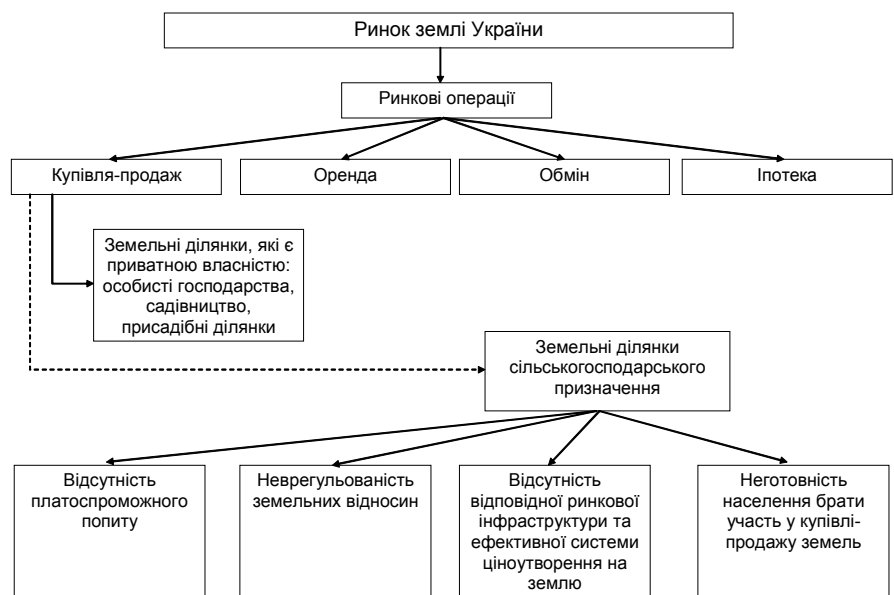 Ринок землі України
Ринкові операції
Купівля-продаж
Оренда
Обмін
Іпотека
Земельні ділянки, які є
приватною власністю:
особисті господарства,
садівництво,
присадібні ділянки
Земельні ділянки
сільськогосподарського
призначення
Відсутність
платоспроможного
попиту
Неврегульованість
земельних відносин
Відсутність
відповідної ринкової
інфраструктури та
ефективної системи
ціноутворення на
землю
Неготовність
населення брати
участь у купівлі-
продажу земель